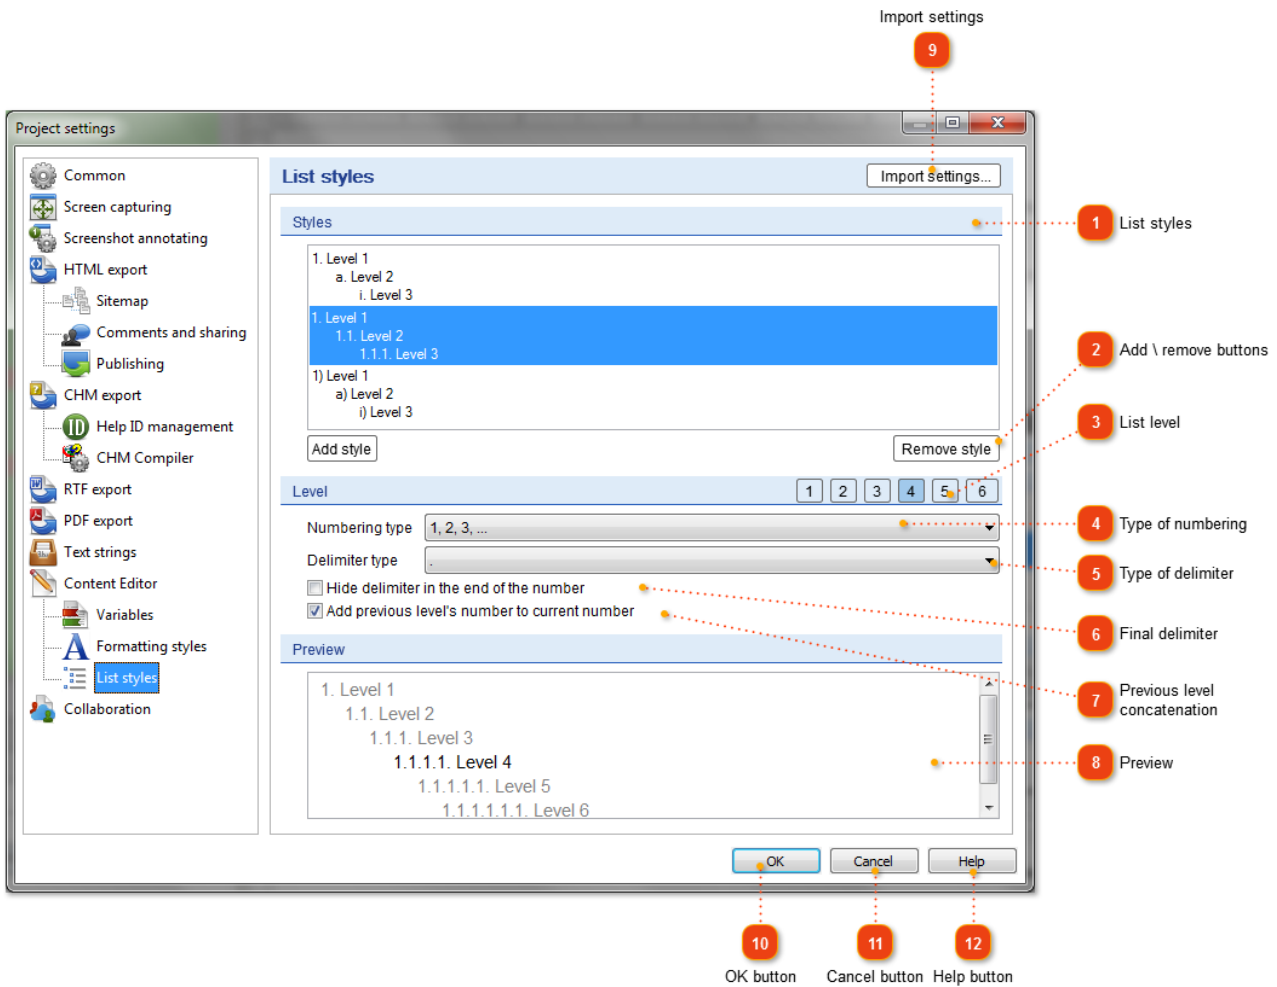 Import settings
9
Project settings
Common
Screen capturing
Screenshot annotating
HTML export
Sitemap
Comments and sharing
Publishing
CHM export
Help ID management
CHM Compiler
RTF export
PDF export
Text strings
Content Editor
Variables
Formatting styles
List styles
Collaboration
List styles
Import settings...
Styles
1 List styles
1. Level 1
a. Level 2
i. Level 3
1. Level 1
1.1. Level 2
1.1.1. Level 3
1) Level 1
a) Level 2
i) Level 3
2 Add \ remove buttons
Add style
Remove style
3 List level
Level
1 2 3 4 5 6
Numbering type 1, 2, 3, ...
4 Type of numbering
Delimiter type .
5 Type of delimiter
Hide delimiter in the end of the number
Add previous level's number to current number
6 Final delimiter
7 Previous level
concatenation
Preview
1. Level 1
1.1. Level 2
1.1.1. Level 3
1.1.1.1. Level 4
1.1.1.1.1. Level 5
1.1.1.1.1.1. Level 6
8 Preview
OK
Cancel
Help
10
11
12
OK button
Cancel button
Help button